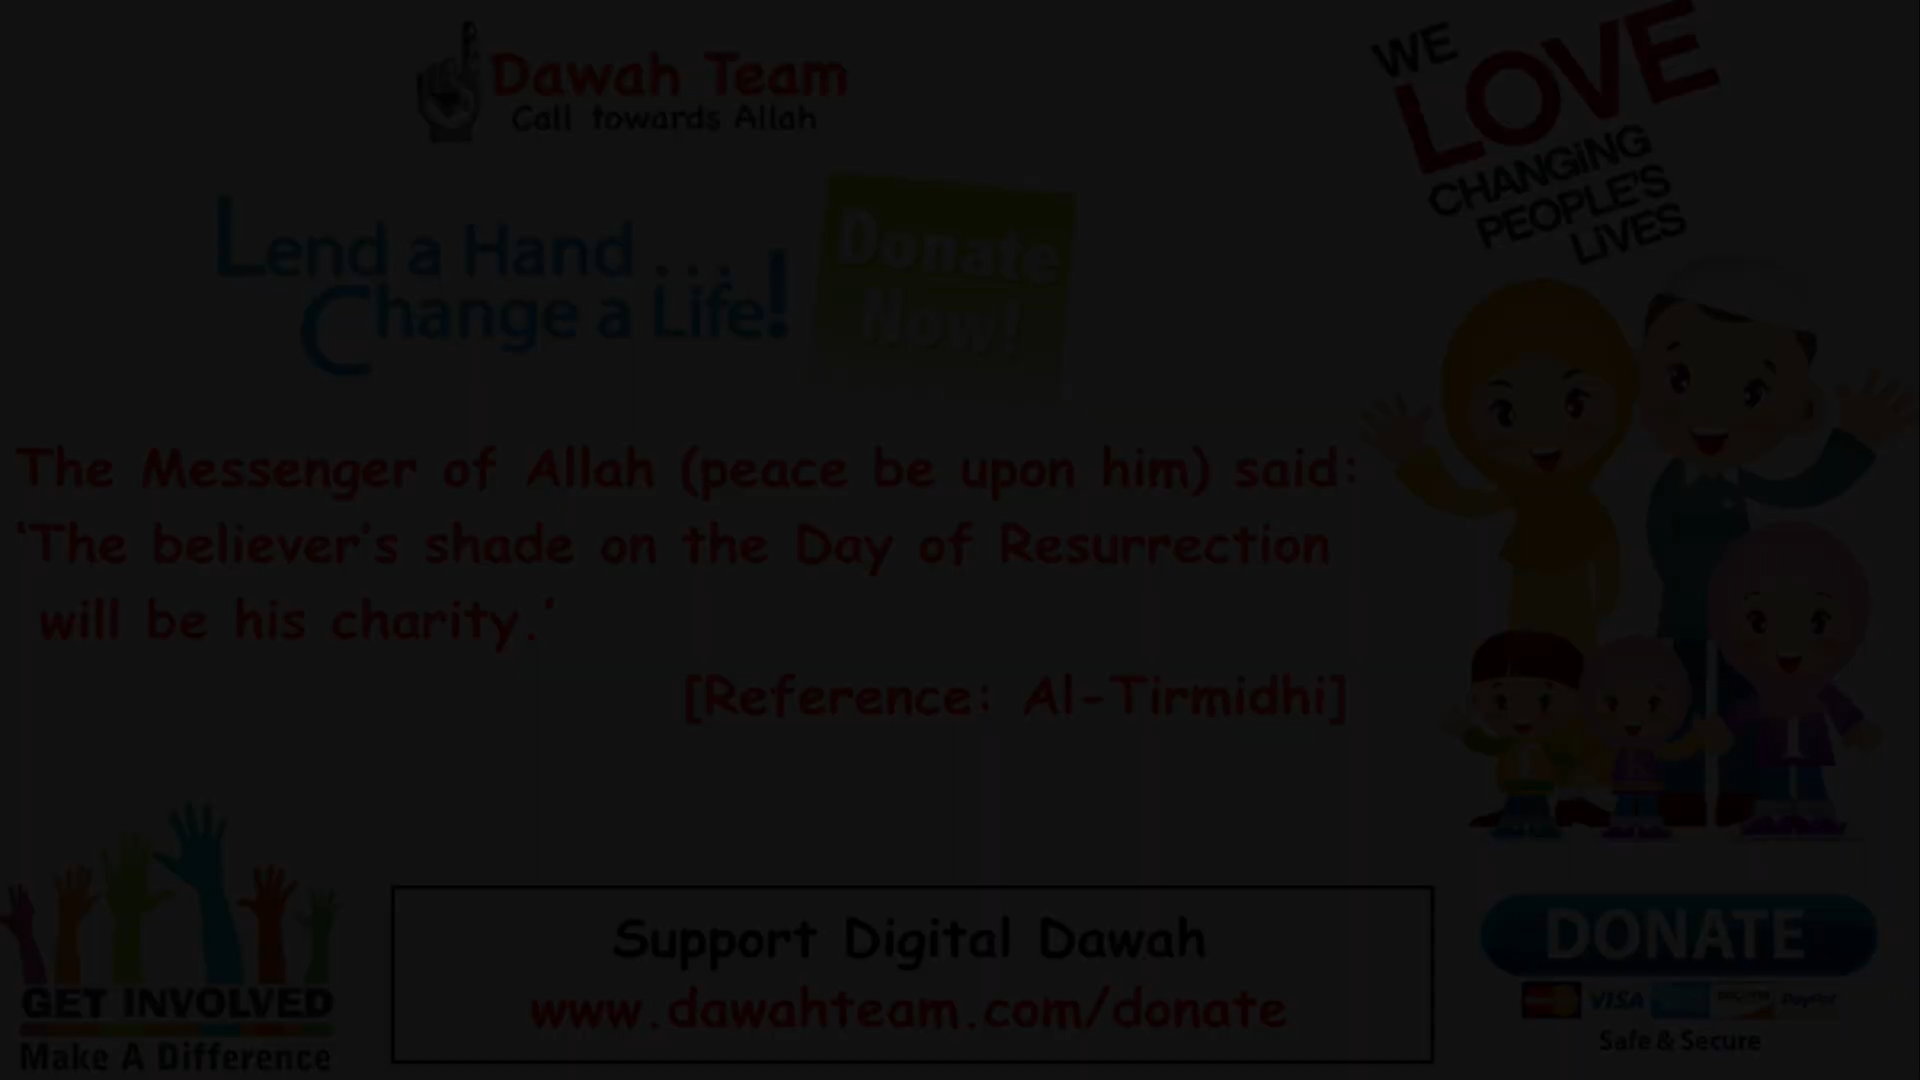 Dawah Team
Call towards Allah
WE
LOVE
CHANGiNG
PEOPLE'S
LiVES
Lend a Hand ...
Change a Life!
Donate
Now!
The Messenger of Allah (peace be upon him) said:
'The believer's shade on the Day of Resurrection
will be his charity.'
[Reference: Al-Tirmidhi]
GET INVOLVED
Make A Difference
Support Digital Dawah
www.dawahteam.com/donate
DONATE
VISA
PayPal
Safe & Secure